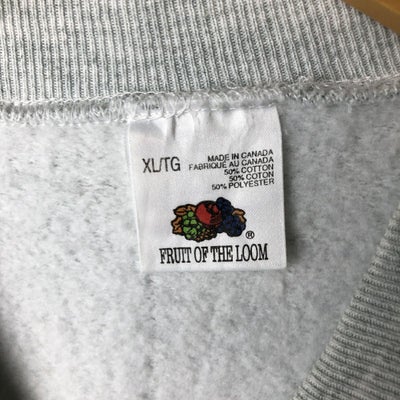 XL/TG
MADE IN CANADA
FABRIQUÉ AU CANADA
50% COTTON
50% COTON
50% POLYESTER
®
FRUIT OF THE LOOM